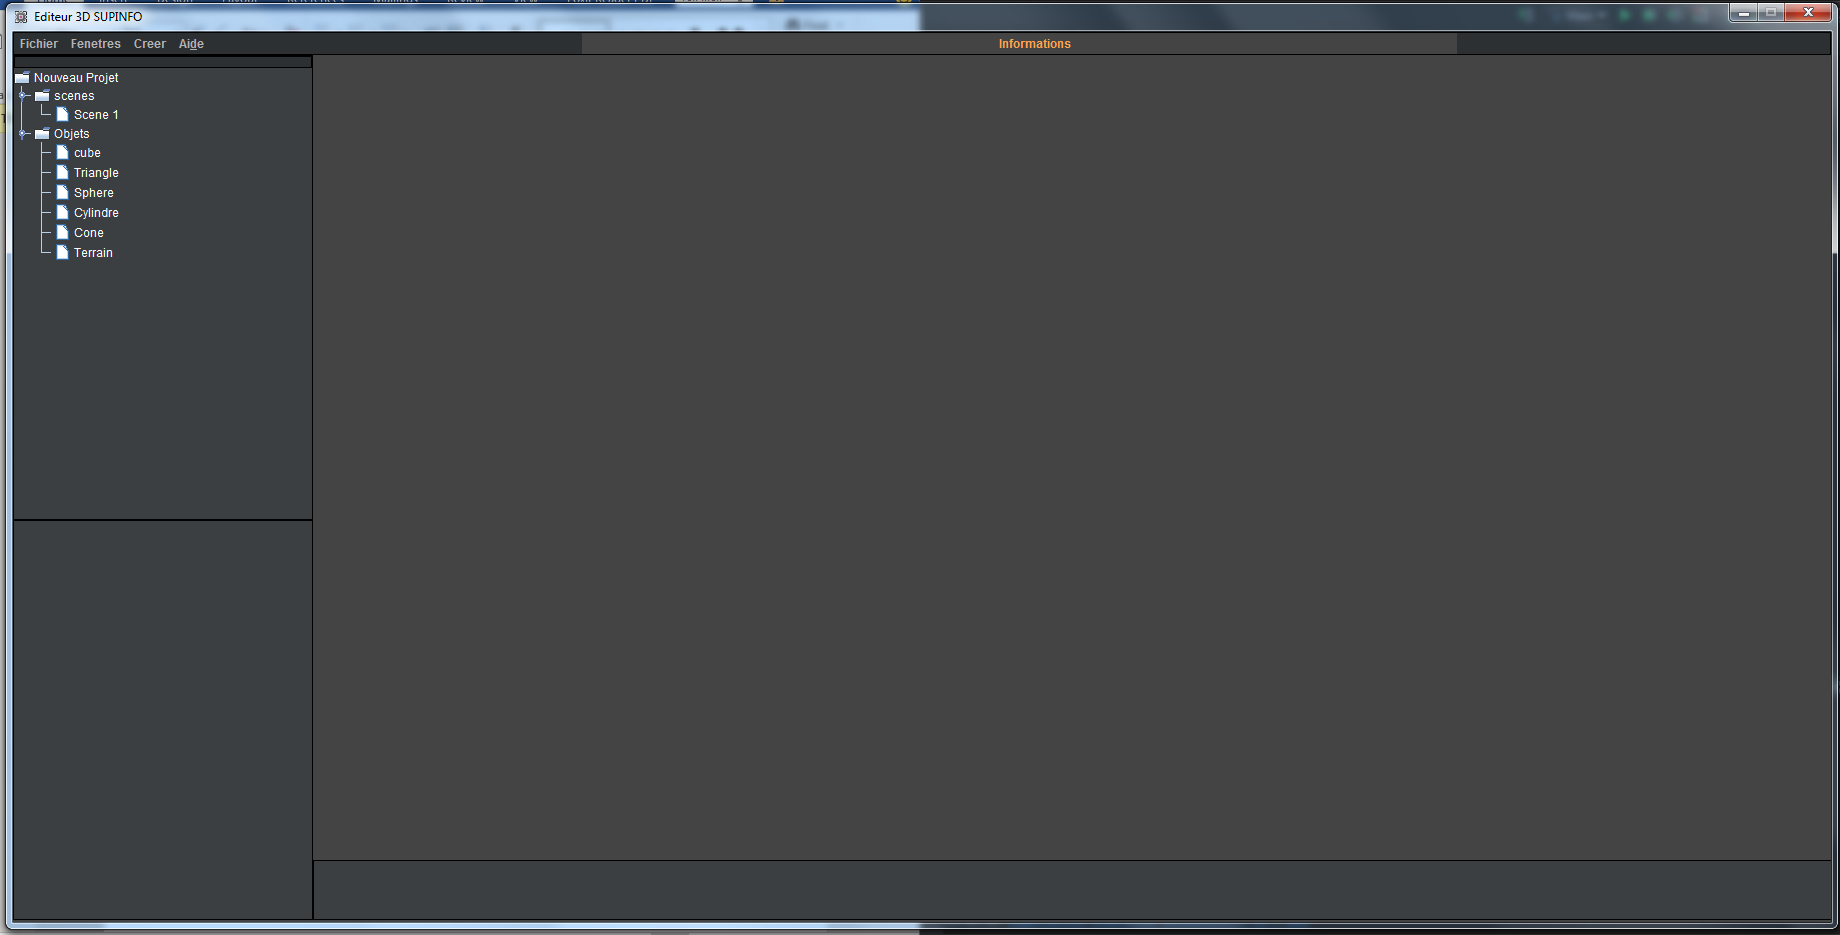 Editeur 3D SUPINFO
Fichier Fenetres Creer Aide Informations
Nouveau Projet
scenes
Scene 1
Objets
cube
Triangle
Sphere
Cylindre
Cone
Terrain